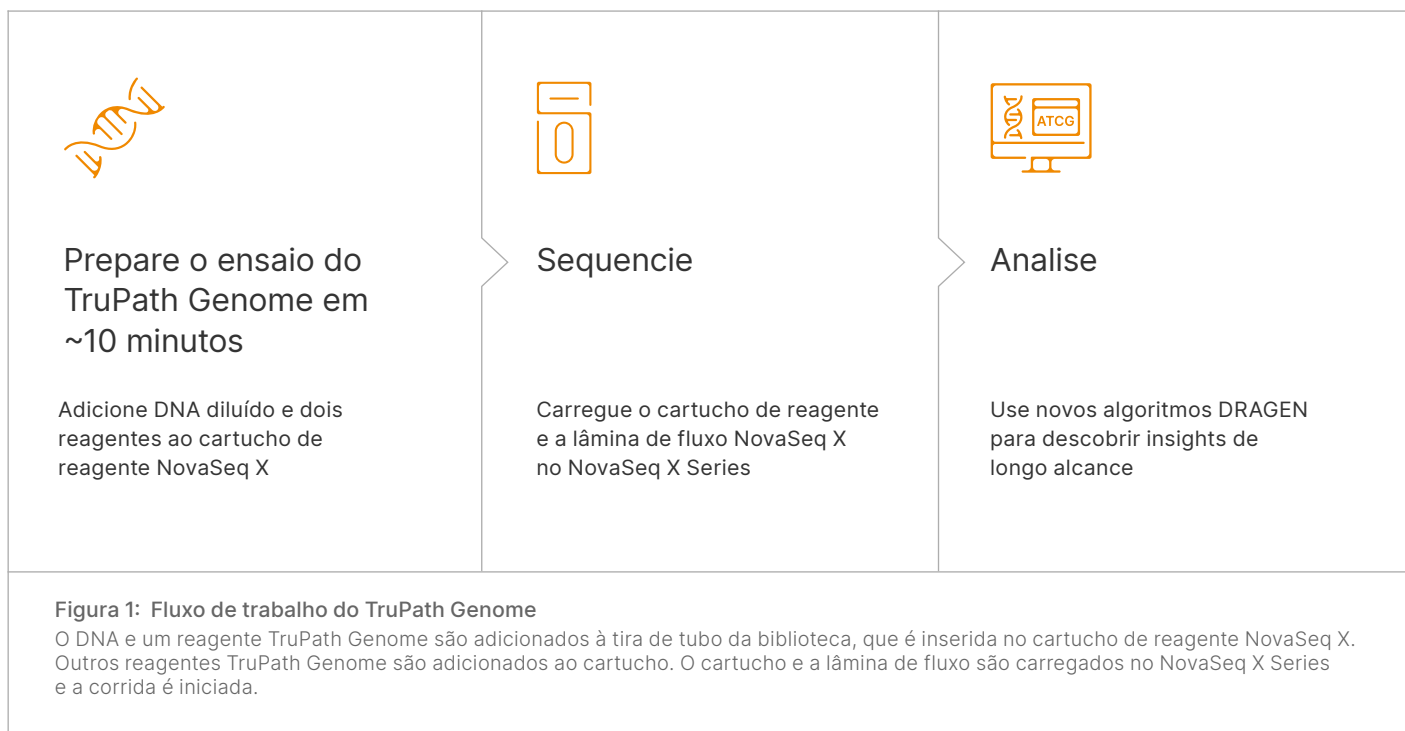 ATCG
Prepare o ensaio do
TruPath Genome em
~10 minutos
Adicione DNA diluído e dois
reagentes ao cartucho de
reagente NovaSeq X
Sequencie
Carregue o cartucho de reagente
e a lâmina de fluxo NovaSeq X
no NovaSeq X Series
Analise
Use novos algoritmos DRAGEN
para descobrir insights de
longo alcance
Figura 1: Fluxo de trabalho do TruPath Genome
O DNA e um reagente TruPath Genome são adicionados à tira de tubo da biblioteca, que é inserida no cartucho de reagente NovaSeq X.
Outros reagentes TruPath Genome são adicionados ao cartucho. O cartucho e a lâmina de fluxo são carregados no NovaSeq X Series
e a corrida é iniciada.